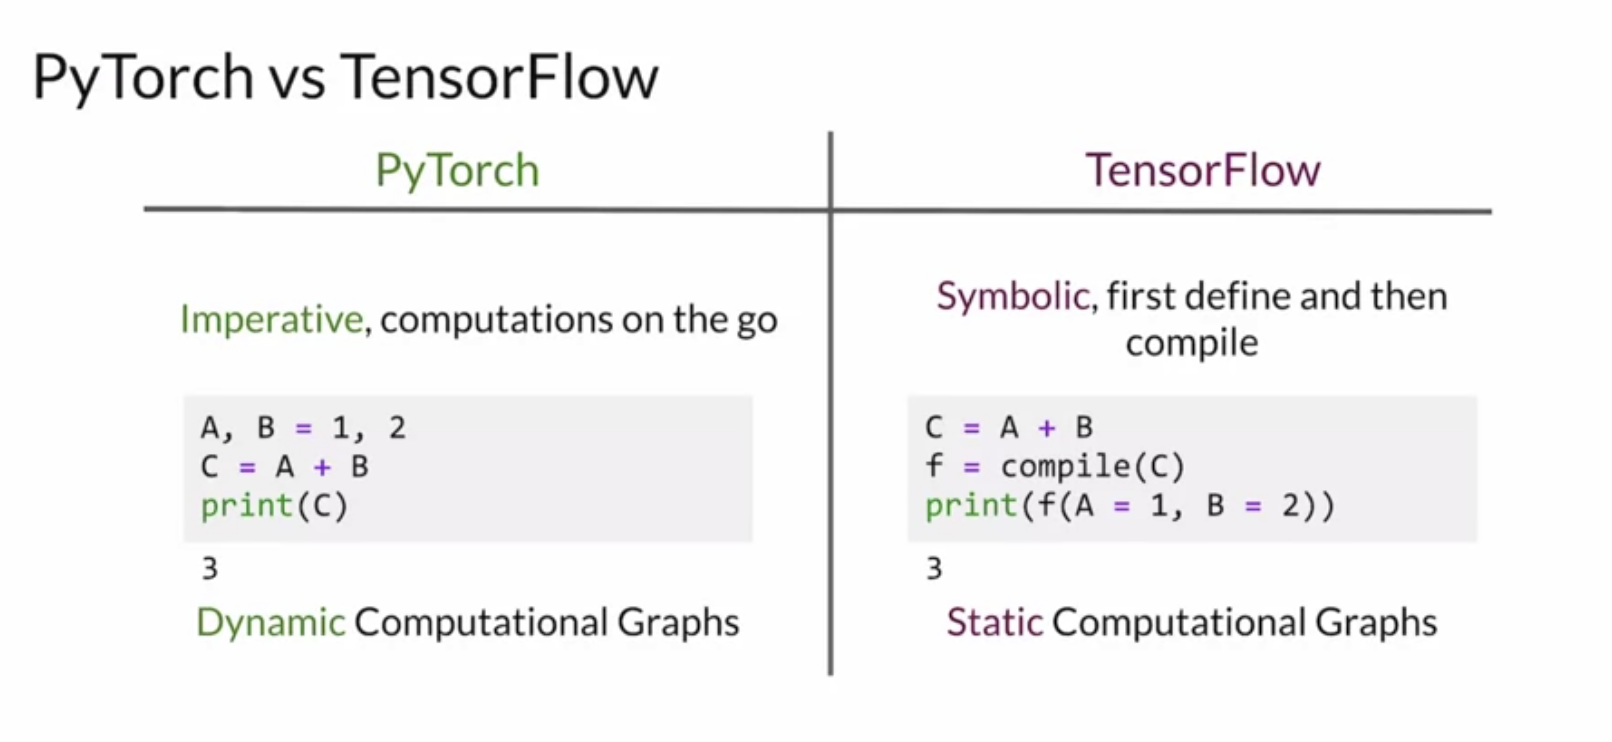 PyTorch vs TensorFlow
PyTorch
Imperative, computations on the go
A, B = 1, 2
C = A + B
print(C)
3
Dynamic Computational Graphs
TensorFlow
Symbolic, first define and then
compile
C = A + B
f = compile(C)
print(f(A = 1, B = 2))
3
Static Computational Graphs